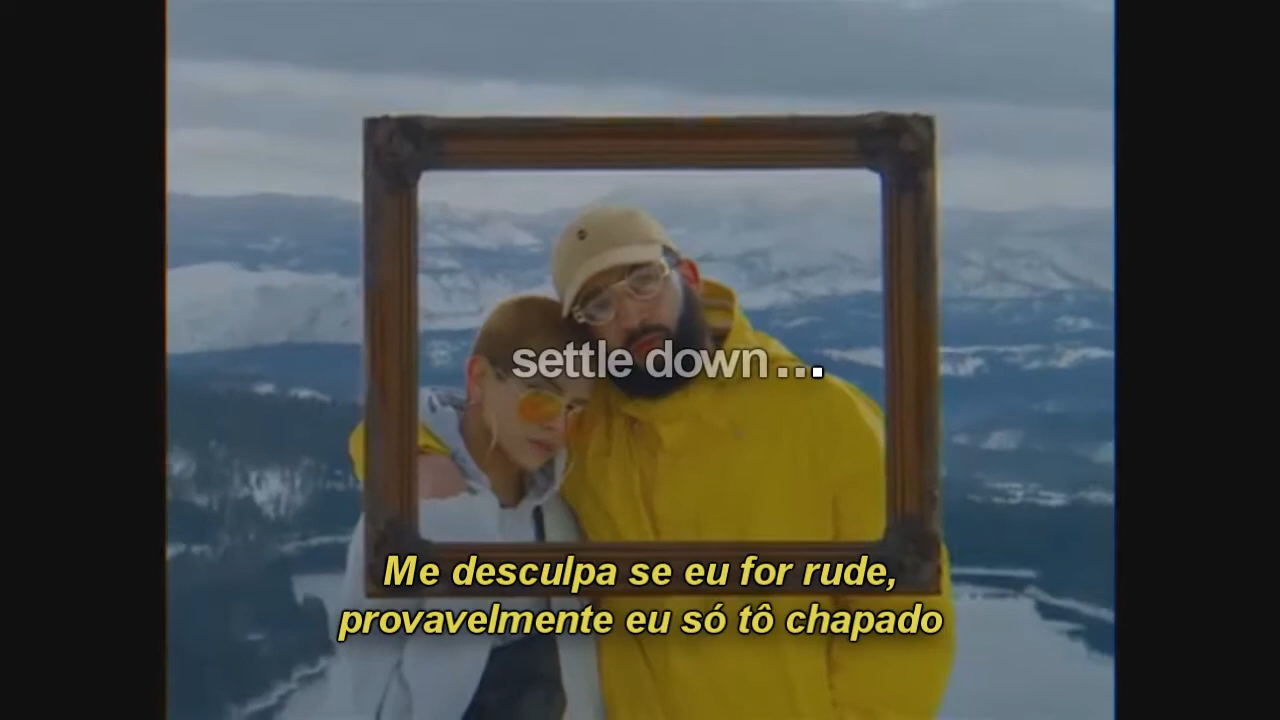 settle down...
Me desculpa se eu for rude,
provavelmente eu só tô chapado